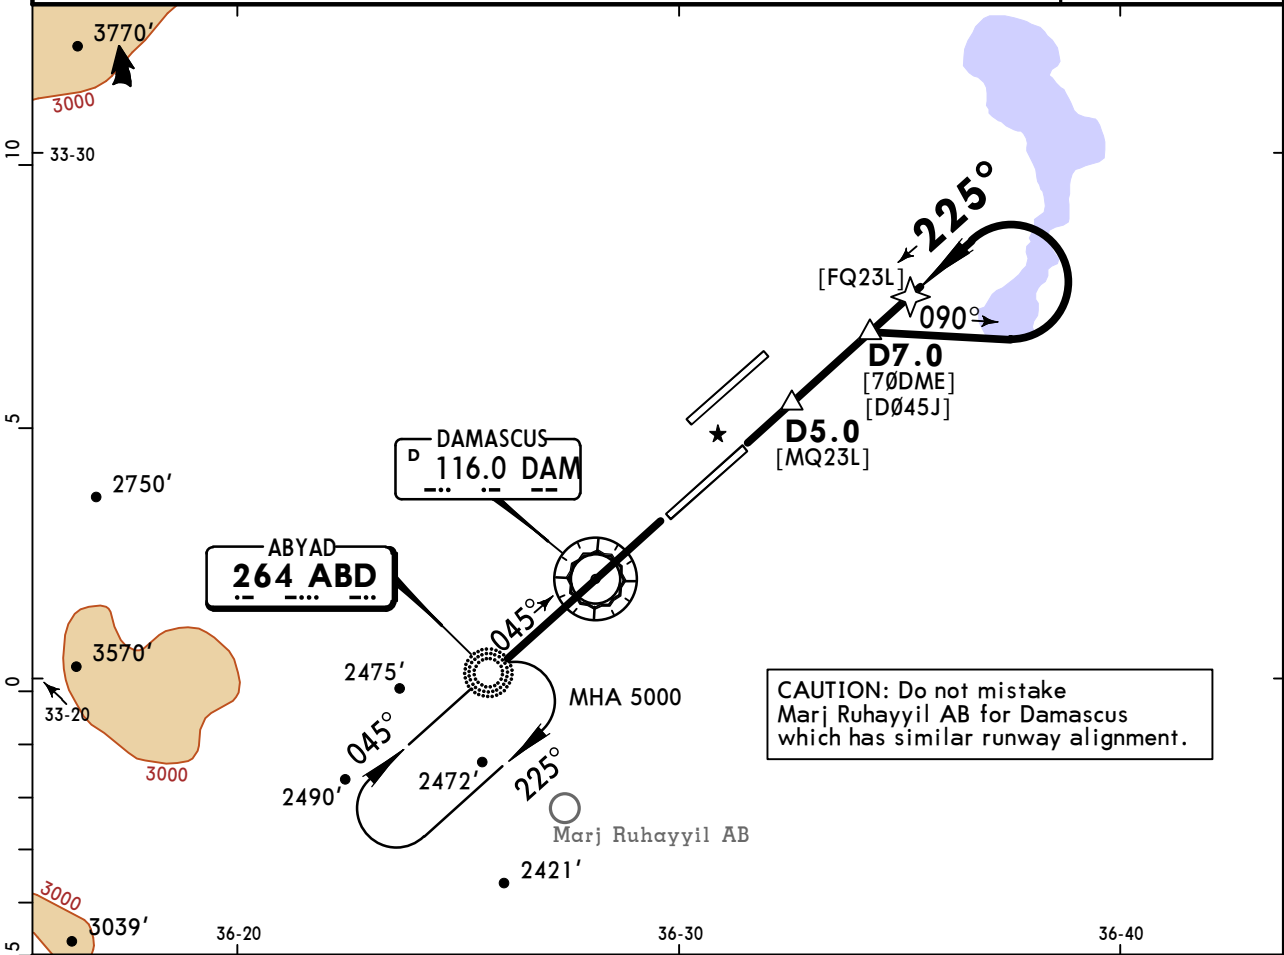 3770'
3000
10
33-30
225°
[FQ23L]
090°
D7.0
[70DME]
[D045J]
5
D5.0
[MQ23L]
DAMASCUS
D 116.0 DAM
2750'
ABYAD
264 ABD
045°
3570'
2475'
MHA 5000
0
33-20
CAUTION: Do not mistake
Marj Ruhayyil AB for Damascus
which has similar runway alignment.
045°
3000
2490'
2472'
225°
Marj Ruhayyil AB
2421'
3000
3039'
5
36-20
36-30
36-40